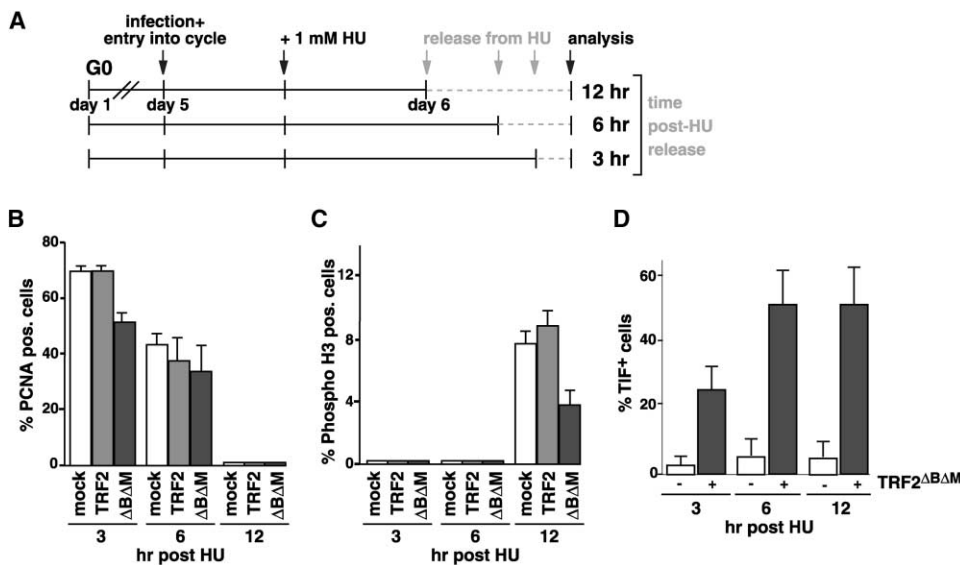 A
infection+
entry into cycle
+ 1 mM HU
release from HU
analysis
G0
day 1
day 5
day 6
12 hr
6 hr
3 hr
time
post-HU
release
B
% PCNA pos. cells
80
60
40
20
0
mock
TRF2
ΔBΔM
mock
TRF2
ΔBΔM
mock
TRF2
ΔBΔM
3 6 12
hr post HU
C
% Phospho H3 pos. cells
12
8
4
0
mock
TRF2
ΔBΔM
mock
TRF2
ΔBΔM
mock
TRF2
ΔBΔM
3 6 12
hr post HU
D
% TIF+ cells
60
40
20
0
- + - + - + TRF2ΔBΔM
3 6 12
hr post HU